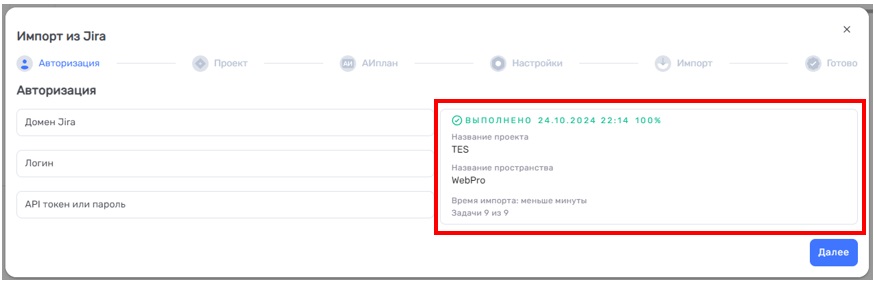 Импорт из Jira
Авторизация
Проект
АИ
АИплан
Настройки
Импорт
Готово
Авторизация
Домен Jira
Логин
API токен или пароль
ВЫПОЛНЕНО 24.10.2024 22:14 100%
Название проекта
TES
Название пространства
WebPro
Время импорта: меньше минуты
Задачи 9 из 9
Далее